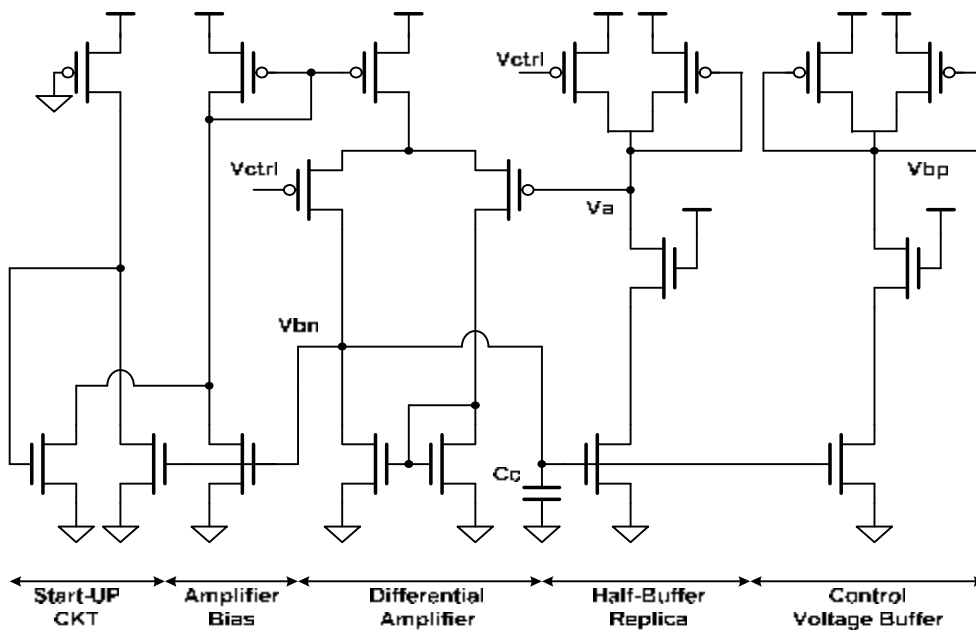 Vctrl
Vctrl
Va
Vbp
Vbn
Cc
Start-UP
CKT
Amplifier
Bias
Differential
Amplifier
Half-Buffer
Replica
Control
Voltage Buffer